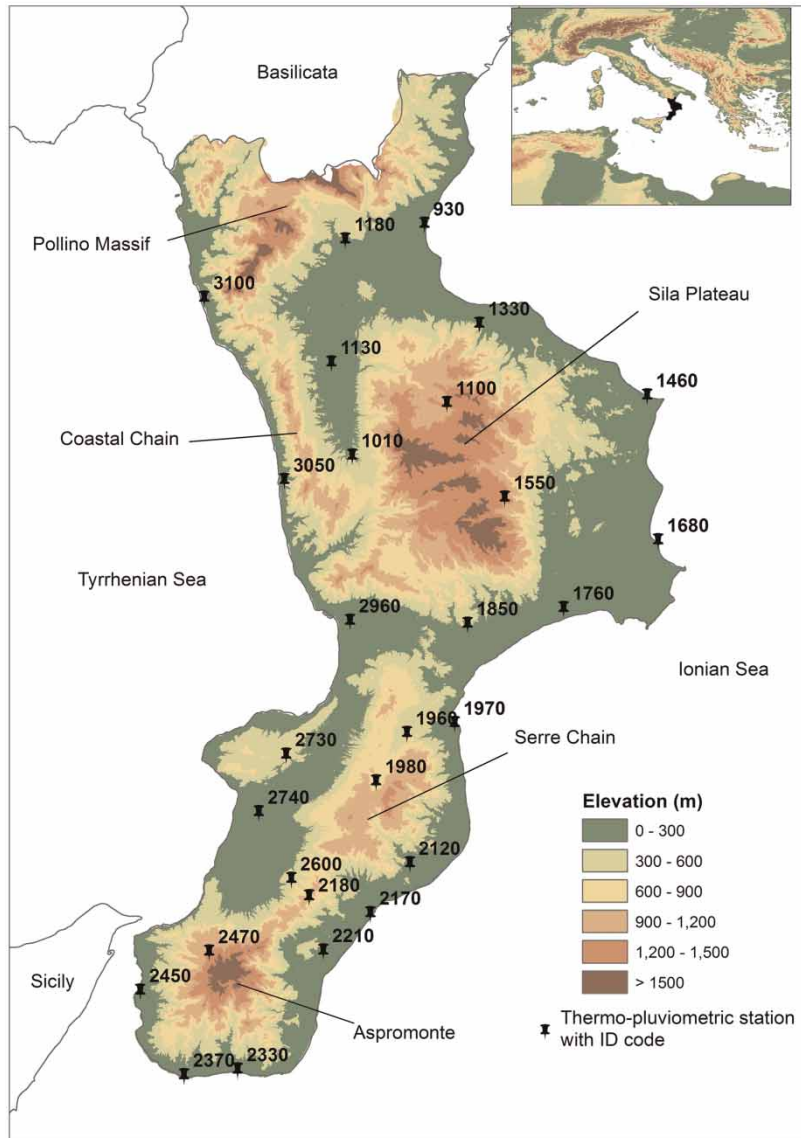 Basilicata
930
1180
Pollino Massif
3100
1330
Sila Plateau
1130
1460
1100
Coastal Chain
1010
3050
1550
1680
Tyrrhenian Sea
2960
1850
1760
Ionian Sea
1960
1970
2730
Serre Chain
1980
2740
Elevation (m)
0 - 300
300 - 600
600 - 900
900 - 1,200
1,200 - 1,500
> 1500
2120
2600
2180
2170
2470
2210
Sicily
2450
Aspromonte
Thermo-pluviometric station
with ID code
2370
2330